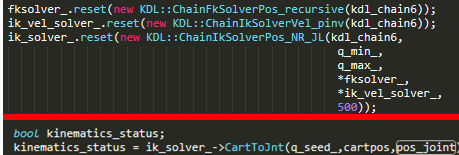 fksolver_.reset(new KDL::ChainFkSolverPos_recursive(kdl_chain6));
ik_vel_solver_.reset(new KDL::ChainIkSolverVel_pinv(kdl_chain6));
ik_solver_.reset(new KDL::ChainIkSolverPos_NR_JL(kdl_chain6,
q_min_,
q_max_,
*fksolver_,
*ik_vel_solver_,
500));
bool kinematics_status;
kinematics_status = ik_solver_->CartToJnt(q_seed_,cartpos,pos_joint)